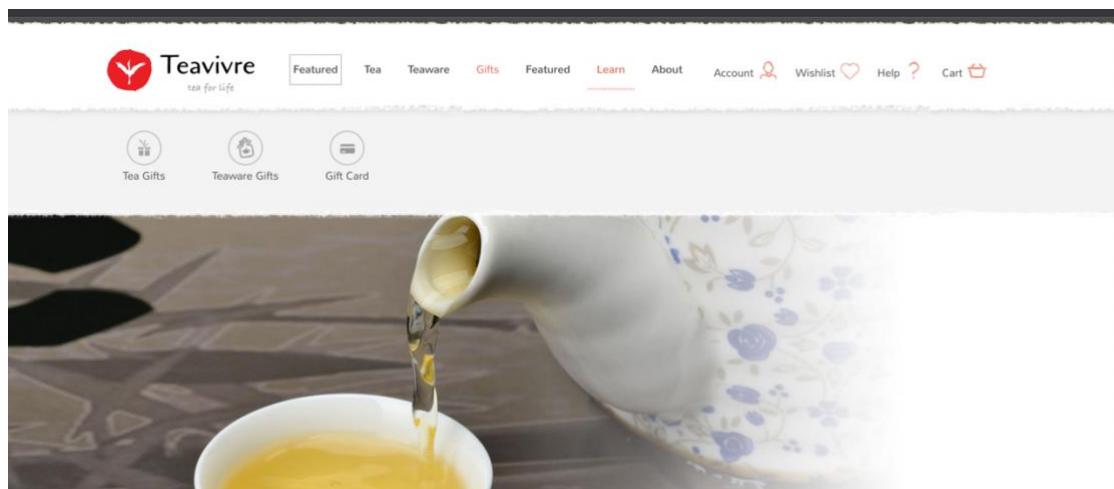 Teavivre
tea for life
Featured Tea Teaware Gifts Featured Learn About Account Wishlist Help ? Cart
Tea Gifts Teaware Gifts Gift Card